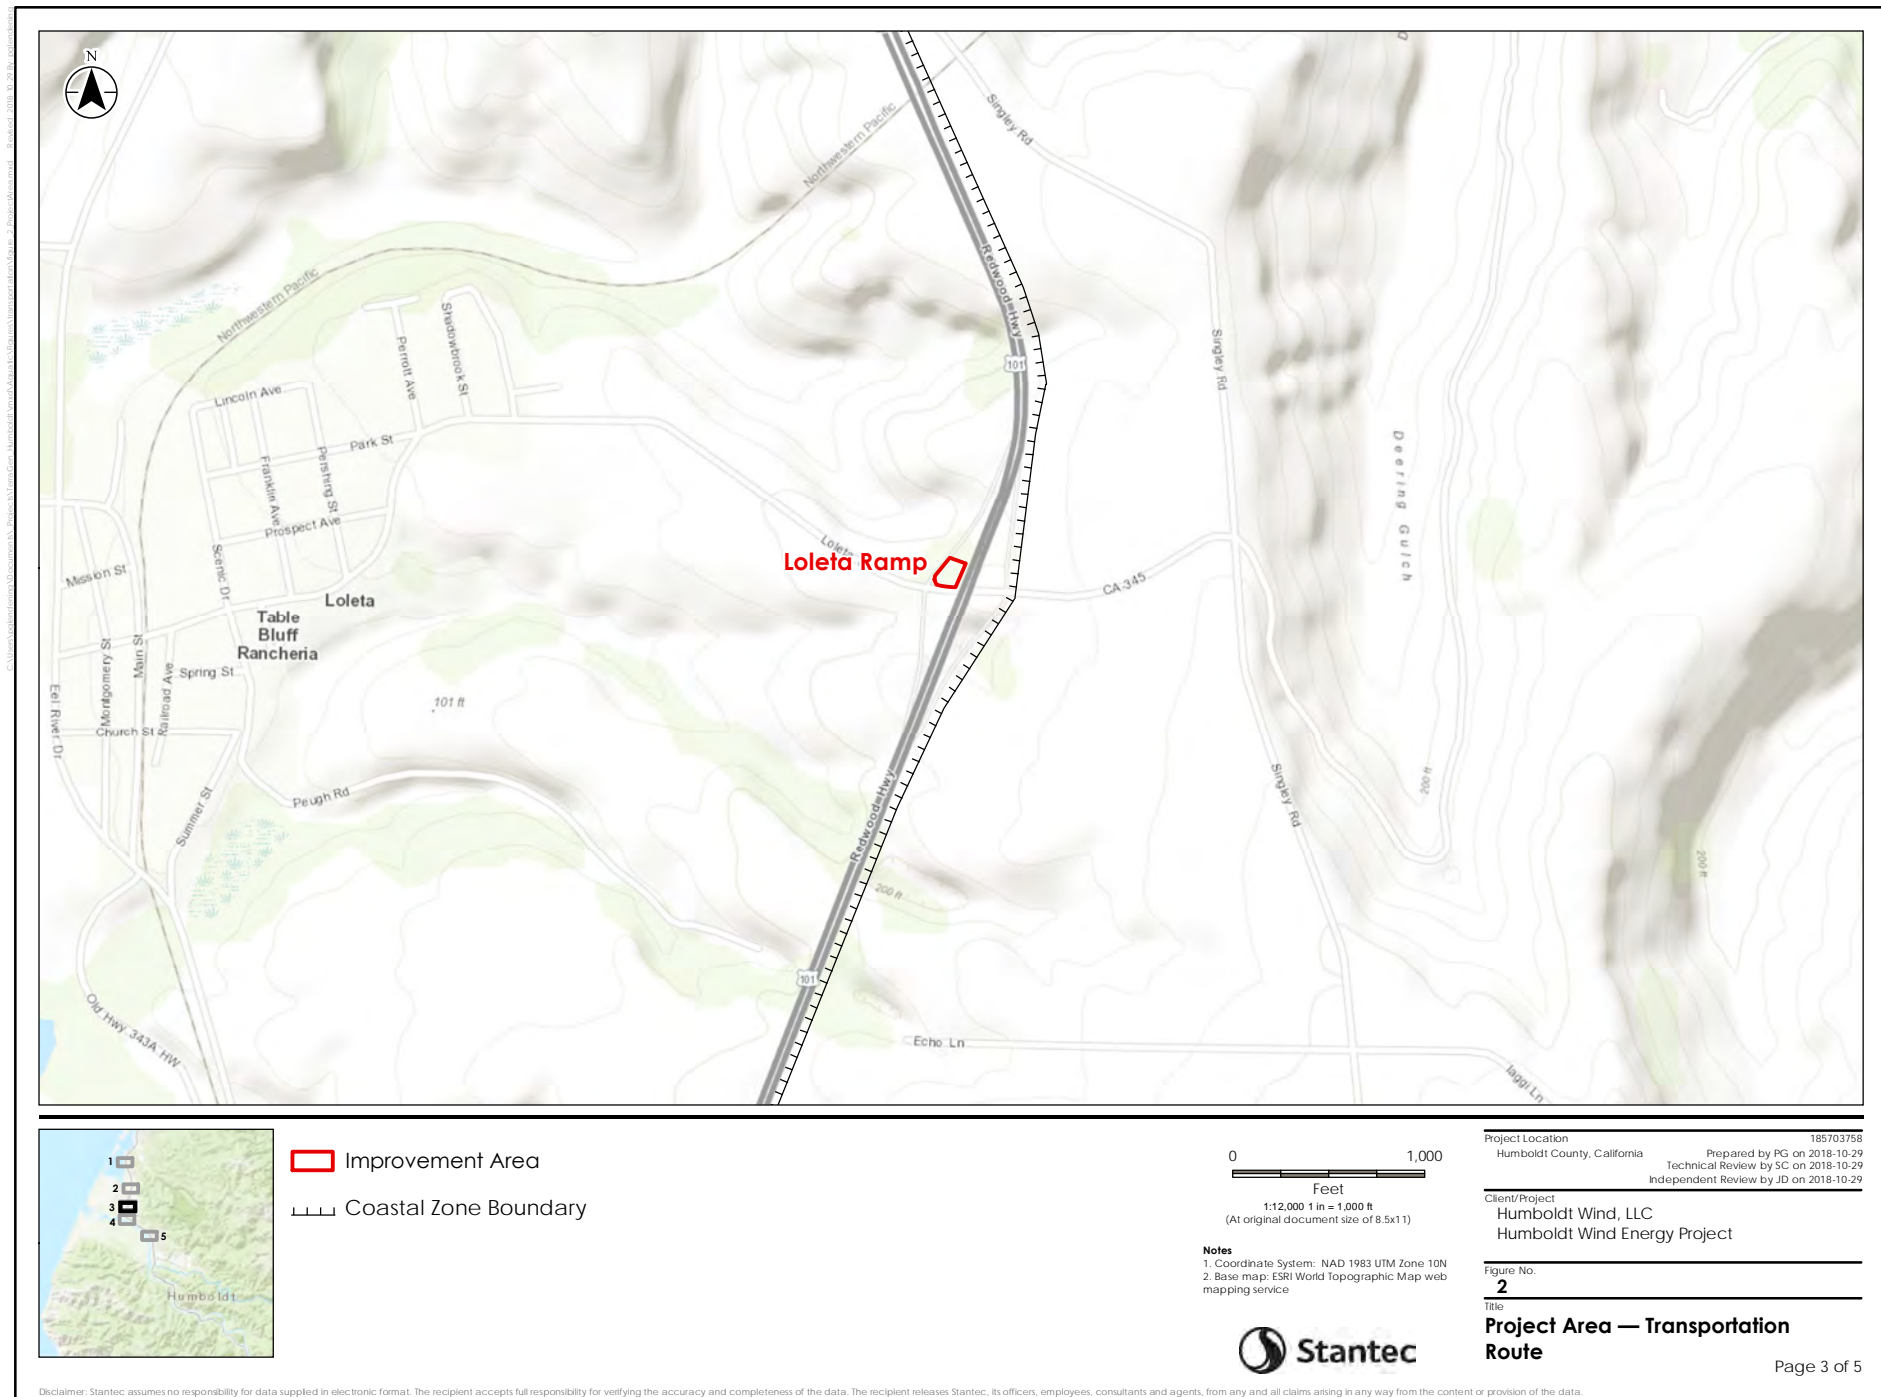 N
Northwestern Pacific
Singley Rd
D
Redwood Hwy
Northwestern Pacific
Shadowbrook St
Perrott Ave
101
Singley Rd
Lincoln Ave
Park St
Franklin Ave
Pershing St
Prospect Ave
Deering Gulch
Loleta
Loleta Ramp
Mission St
Scenic Dr
CA-345
Loleta
Table
Bluff
Rancheria
Main St
Montgomery St
Railroad Ave
Spring St
Eel River Dr
101 ft
Church St
Summer St
Peugh Rd
Redwood Hwy
Singley Rd
200 ft
200 ft
200 ft
101
Old Hwy 343A HW
Echo Ln
Iaggi Ln
1
2
3
4
5
Humboldt
Improvement Area
Coastal Zone Boundary
0 1,000
Feet
1:12,000 1 in = 1,000 ft
(At original document size of 8.5x11)
Notes
1. Coordinate System: NAD 1983 UTM Zone 10N
2. Base map: ESRI World Topographic Map web
mapping service
Stantec
Project Location 185703758
Humboldt County, California Prepared by PG on 2018-10-29
Technical Review by SC on 2018-10-29
Independent Review by JD on 2018-10-29
Client/Project
Humboldt Wind, LLC
Humboldt Wind Energy Project
Figure No.
2
Title
Project Area — Transportation
Route
Page 3 of 5
Disclaimer: Stantec assumes no responsibility for data supplied in electronic format. The recipient accepts full responsibility for verifying the accuracy and completeness of the data. The recipient releases Stantec, its officers, employees, consultants and agents, from any and all claims arising in any way from the content or provision of the data.